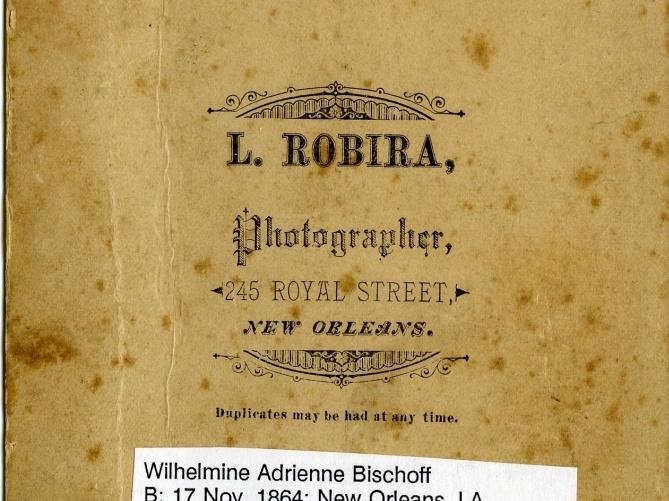 L. ROBIRA,
Photographer,
245 ROYAL STREET,
NEW ORLEANS.
Duplicates may be had at any time.
Wilhelmine Adrienne Bischoff
B: 17 Nov. 1864; New Orleans, LA